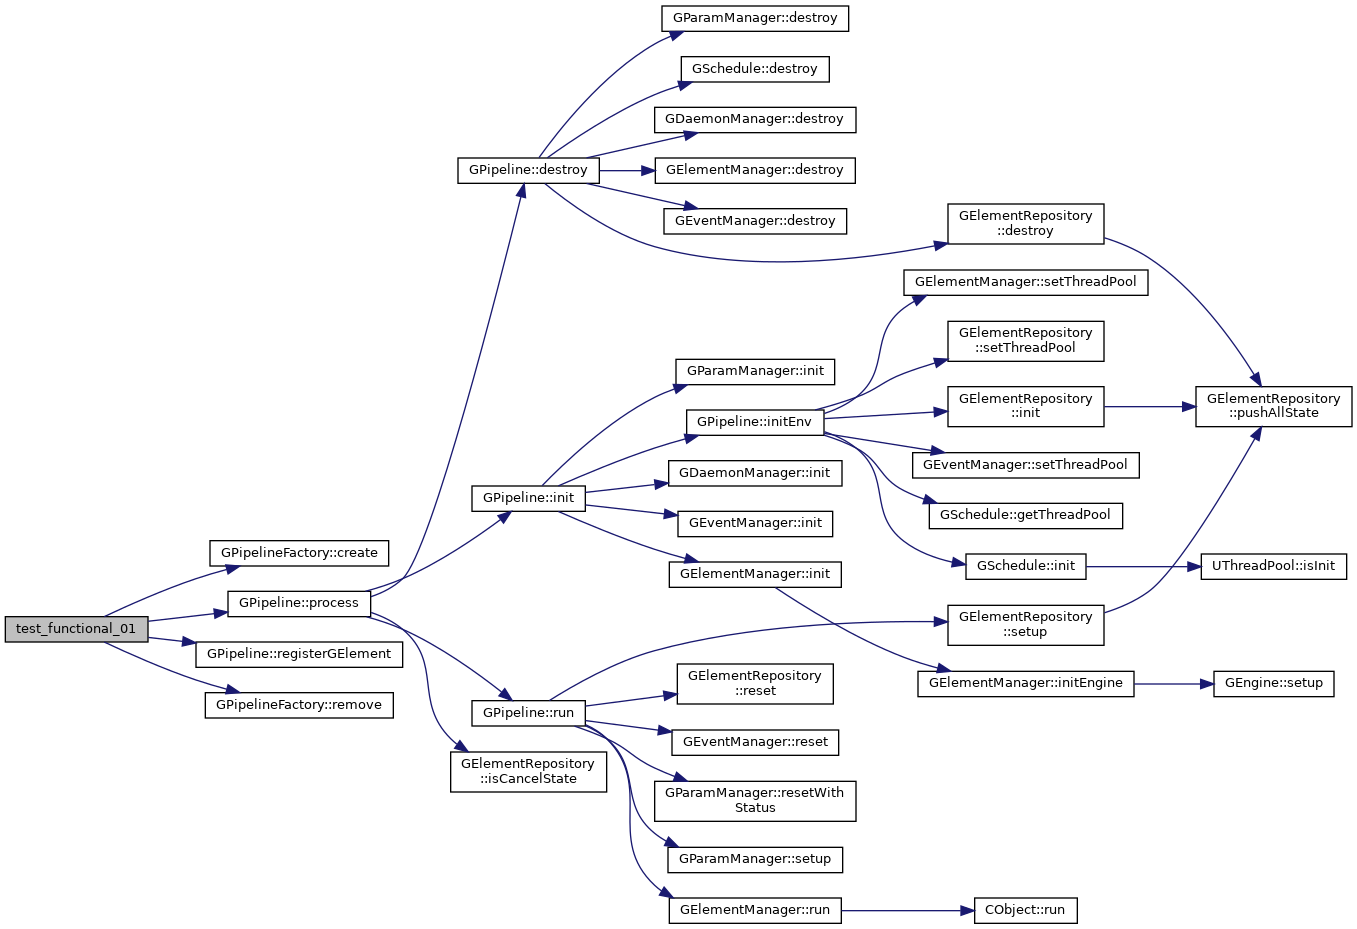 GParamManager::destroy
GSchedule::destroy
GDaemonManager::destroy
GPipeline::destroy
GElementManager::destroy
GEventManager::destroy
GElementRepository
::destroy
GElementManager::setThreadPool
GElementRepository
::setThreadPool
GParamManager::init
GPipeline::initEnv
GElementRepository
::init
GElementRepository
::pushAllState
GEventManager::setThreadPool
GDaemonManager::init
GPipeline::init
GSchedule::getThreadPool
GEventManager::init
GPipelineFactory::create
GElementManager::init
GSchedule::init
UThreadPool::isInit
GPipeline::process
test_functional_01
GElementRepository
::setup
GPipeline::registerGElement
GElementRepository
::reset
GElementManager::initEngine
GEngine::setup
GPipelineFactory::remove
GPipeline::run
GEventManager::reset
GElementRepository
::isCancelState
GParamManager::resetWith
Status
GParamManager::setup
GElementManager::run
CObject::run